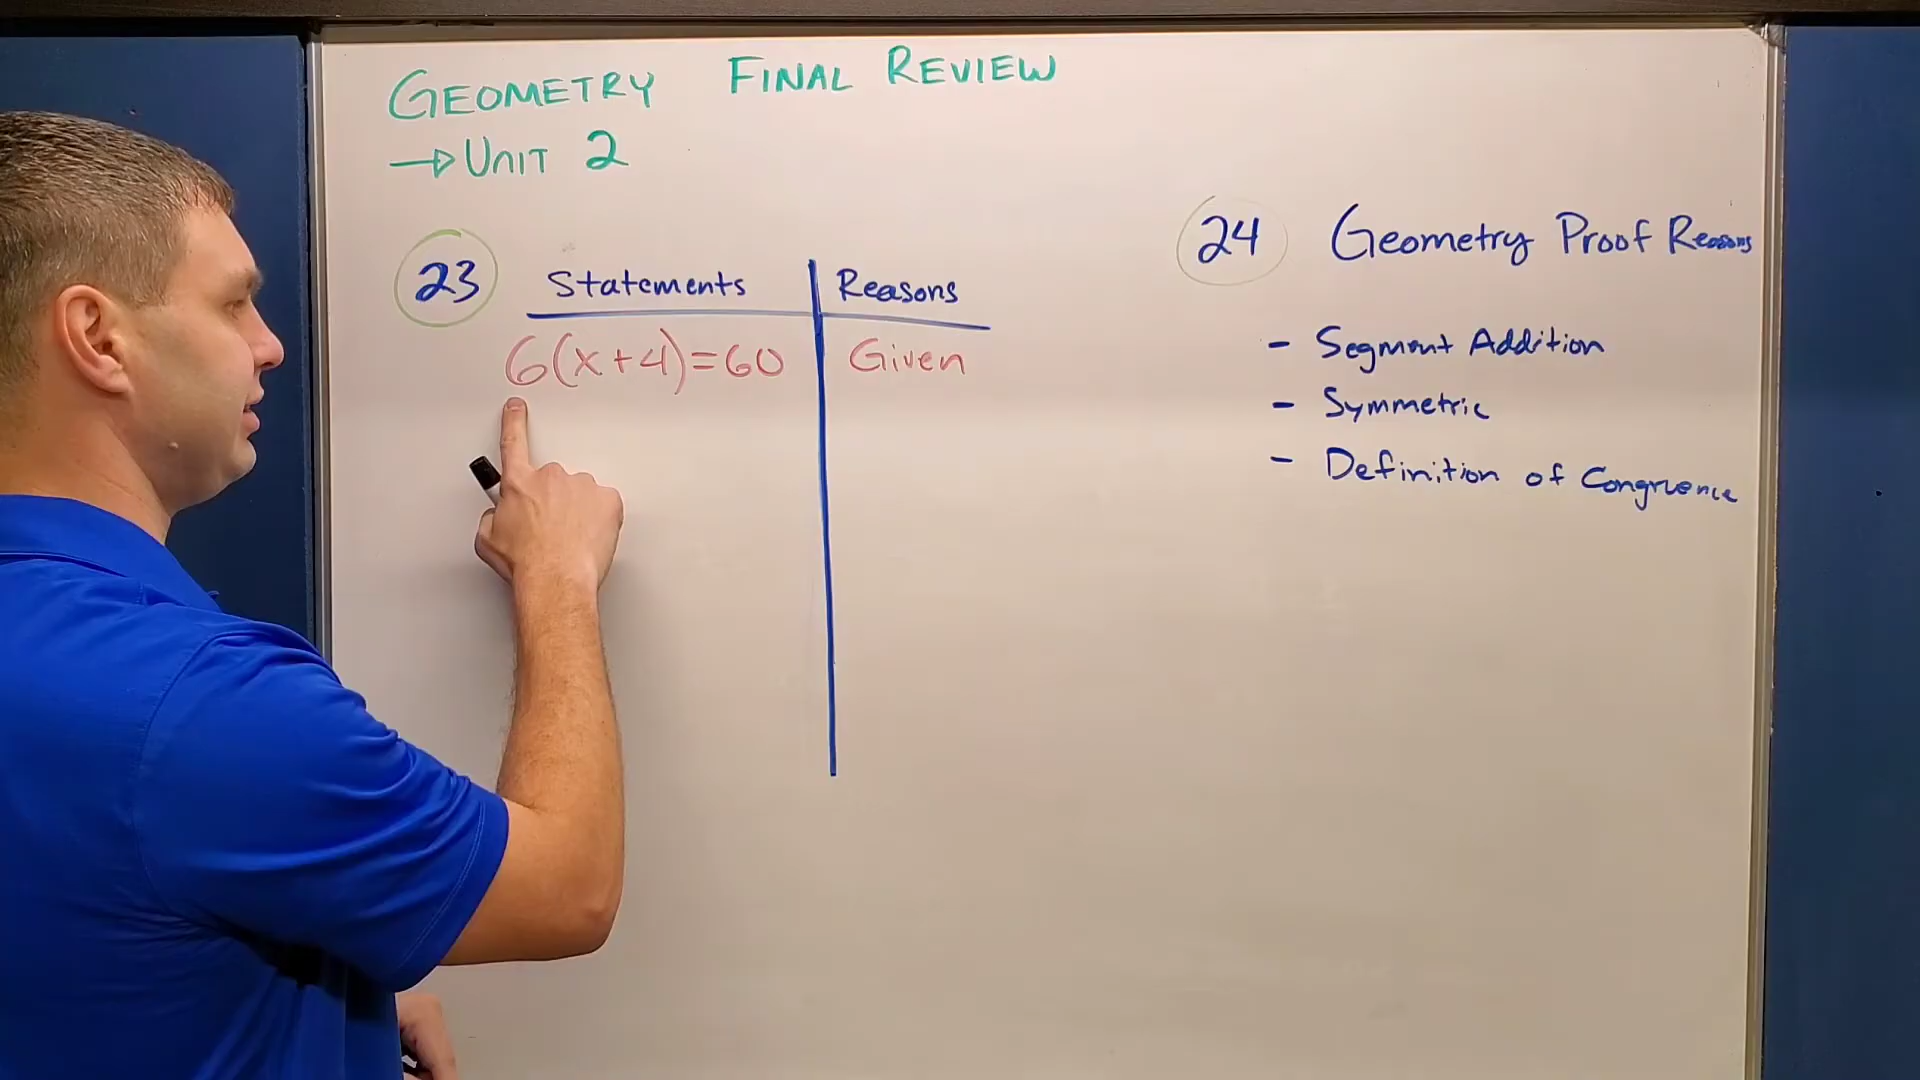 GEOMETRY FINAL REVIEW
→ UNIT 2
23
Statements Reasons
6(x+4)=60 Given
24 Geometry Proof Reasons
- Segment Addition
- Symmetric
- Definition of Congruence